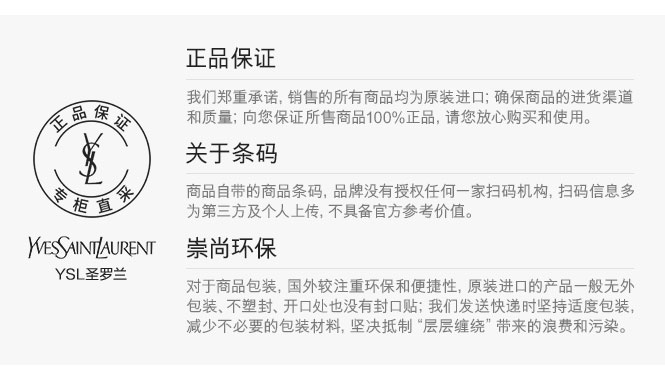 正品保证
专柜直采
YSL
YVESSAINTLAURENT
YSL圣罗兰
正品保证
我们郑重承诺, 销售的所有商品均为原装进口; 确保商品的进货渠道
和质量; 向您保证所售商品100%正品, 请您放心购买和使用。
关于条码
商品自带的商品条码, 品牌没有授权任何一家扫码机构, 扫码信息多
为第三方及个人上传, 不具备官方参考价值。
崇尚环保
对于商品包装, 国外较注重环保和便捷性, 原装进口的产品一般无外
包装、不塑封、开口处也没有封口贴; 我们发送快递时坚持适度包装,
减少不必要的包装材料, 坚决抵制 “层层缠绕” 带来的浪费和污染。